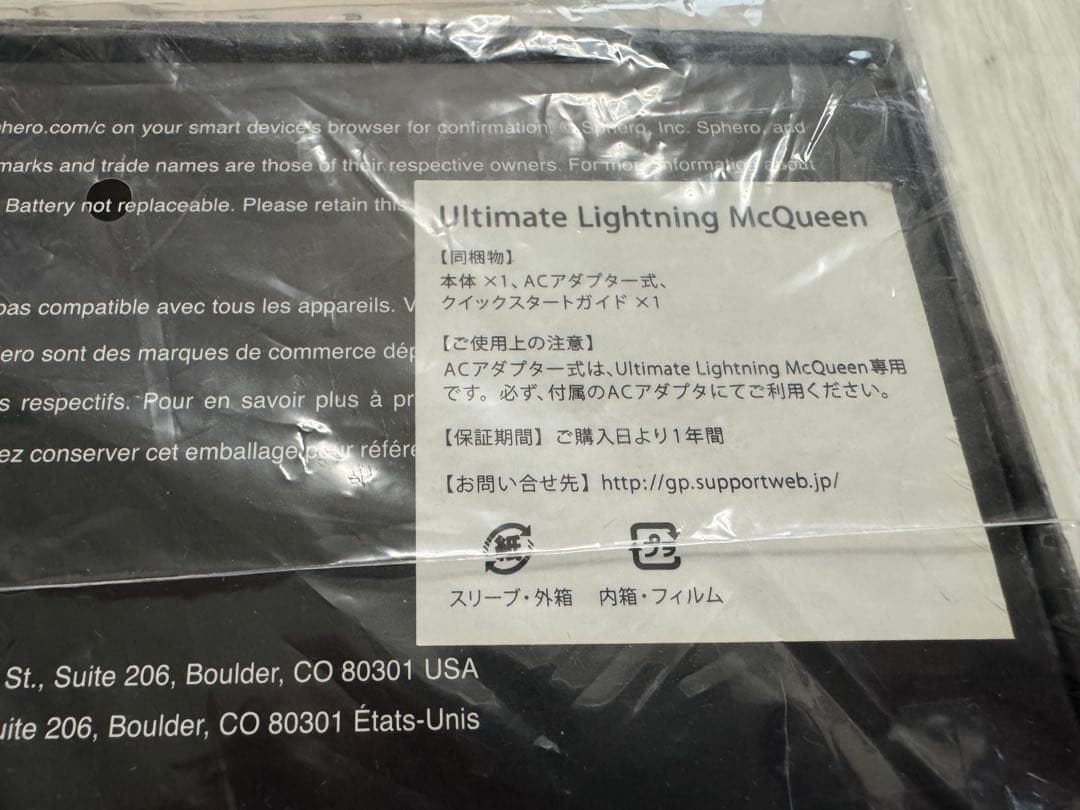 phero.com/c on your smart device's browser for confirmation. © Sphero, Inc. Sphero, and
marks and trade names are those of their respective owners. For more information about
Battery not replaceable. Please retain this
pas compatible avec tous les appareils. V
ero sont des marques de commerce dép
s respectifs. Pour en savoir plus à pr
ez conserver cet emballage pour référe
Ultimate Lightning McQueen
【同梱物】
本体 ×1、ACアダプター式、
クイックスタートガイド ×1
【ご使用上の注意】
ACアダプター式は、Ultimate Lightning McQueen専用
です。必ず、付属のACアダプタにてご利用ください。
【保証期間】ご購入日より1年間
【お問い合せ先】http://gp.supportweb.jp/
紙 プラ
スリーブ・外箱 内箱・フィルム
St., Suite 206, Boulder, CO 80301 USA
uite 206, Boulder, CO 80301 États-Unis